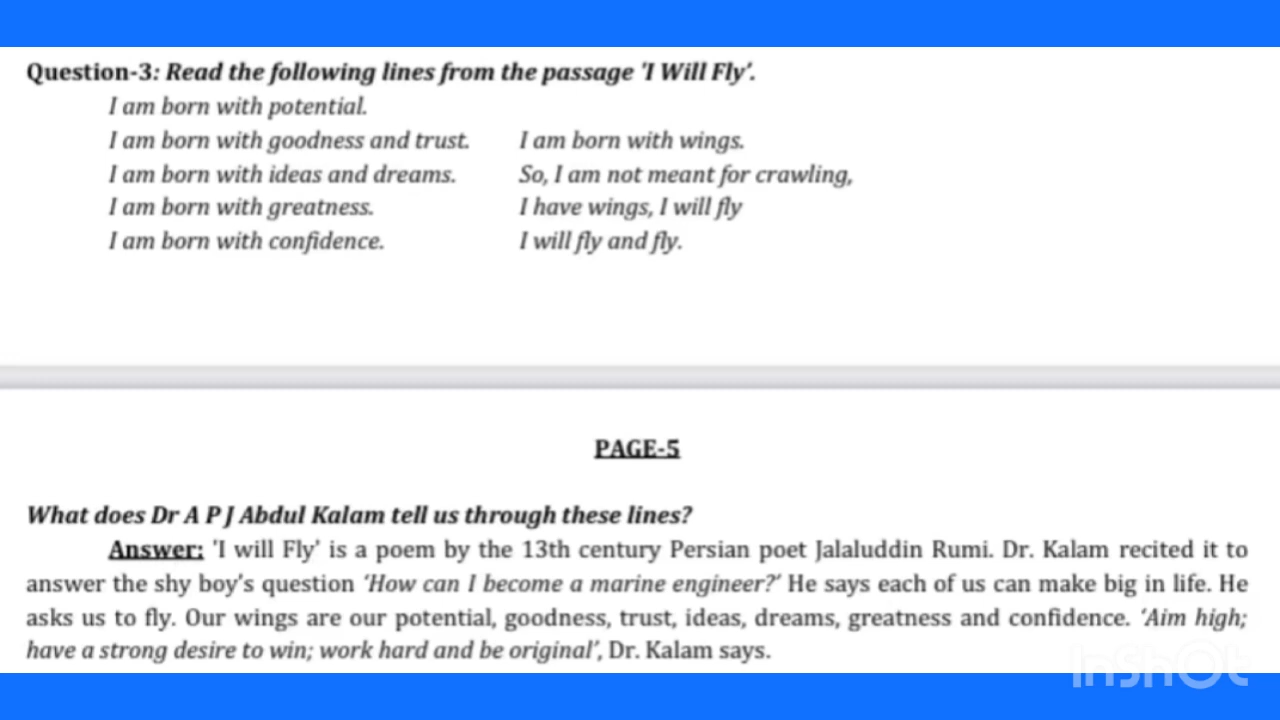 Question-3: Read the following lines from the passage 'I Will Fly'.
I am born with potential.
I am born with goodness and trust.
I am born with ideas and dreams.
I am born with greatness.
I am born with confidence.
I am born with wings.
So, I am not meant for crawling,
I have wings, I will fly
I will fly and fly.
PAGE-5
What does Dr A P J Abdul Kalam tell us through these lines?
Answer: 'I will Fly' is a poem by the 13th century Persian poet Jalaluddin Rumi. Dr. Kalam recited it to
answer the shy boy's question 'How can I become a marine engineer?' He says each of us can make big in life. He
asks us to fly. Our wings are our potential, goodness, trust, ideas, dreams, greatness and confidence. 'Aim high;
have a strong desire to win; work hard and be original', Dr. Kalam says.
InShOt